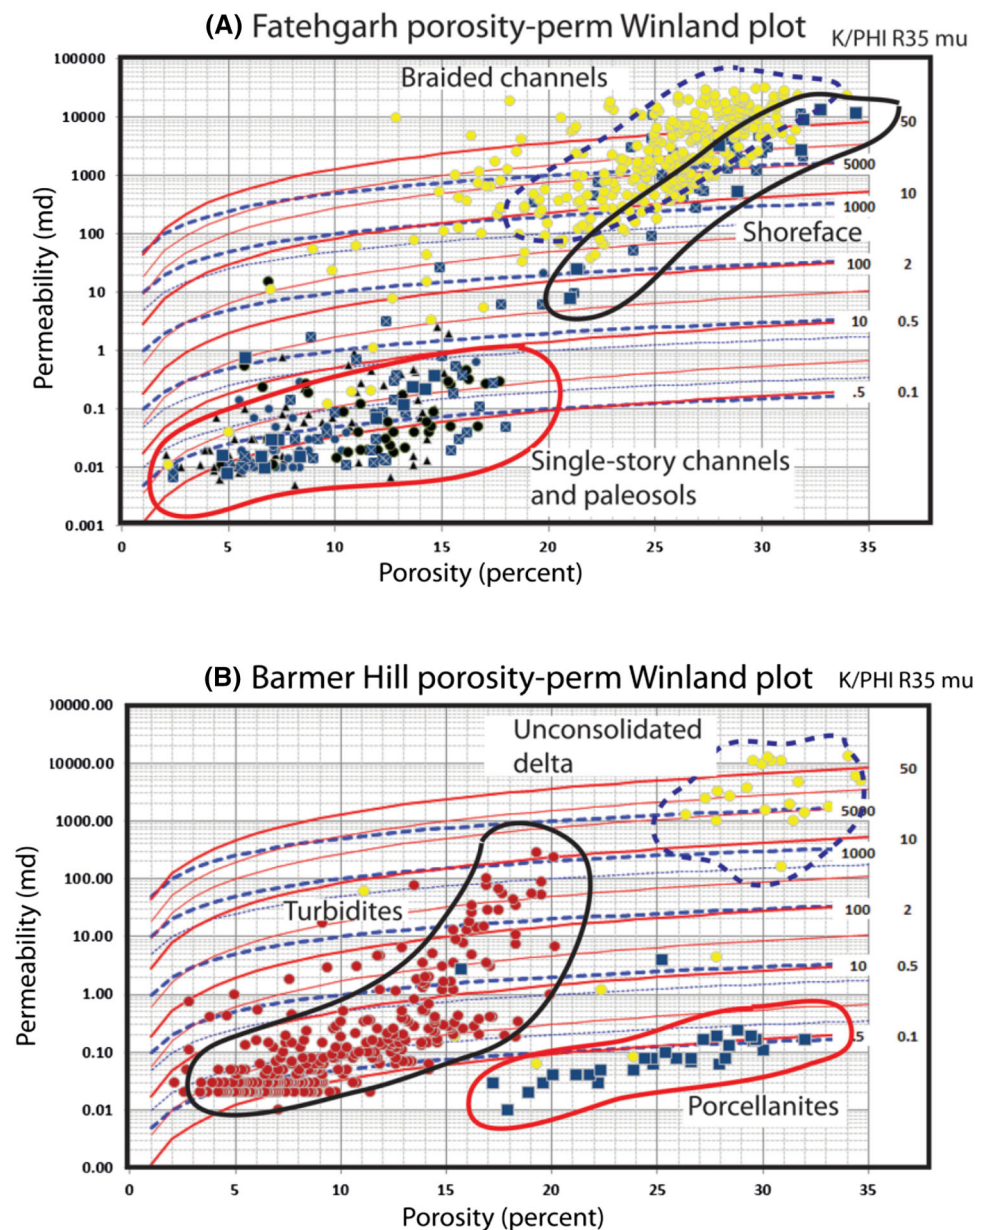 (A) Fatehgarh porosity-perm Winland plot
K/PHI R35 mu
100000
10000
1000
100
10
1
0.1
0.01
0.001
Permeability (md)
Braided channels
Shoreface
Single-story channels
and paleosols
50
5000
10
1000
100 2
10 0.5
.5 0.1
0 5 10 15 20 25 30 35
Porosity (percent)
(B) Barmer Hill porosity-perm Winland plot
K/PHI R35 mu
00000.00
10000.00
1000.00
100.00
10.00
1.00
0.10
0.01
0.00
Permeability (md)
Unconsolidated
delta
Turbidites
Porcellanites
50
5000
10
1000
100 2
10 0.5
.5 0.1
0 5 10 15 20 25 30 35
Porosity (percent)